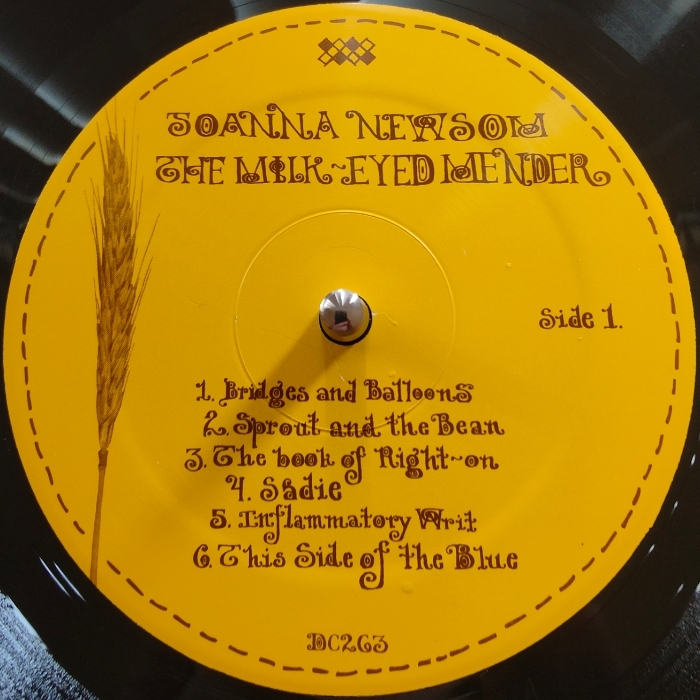 JOANNA NEWSOM
THE MILK~EYED MENDER
Side 1.
1. Bridges and Balloons
2. Sprout and the Bean
3. The book of Right~on
4. Sadie
5. Inflammatory Writ
6. This Side of the Blue
DC263